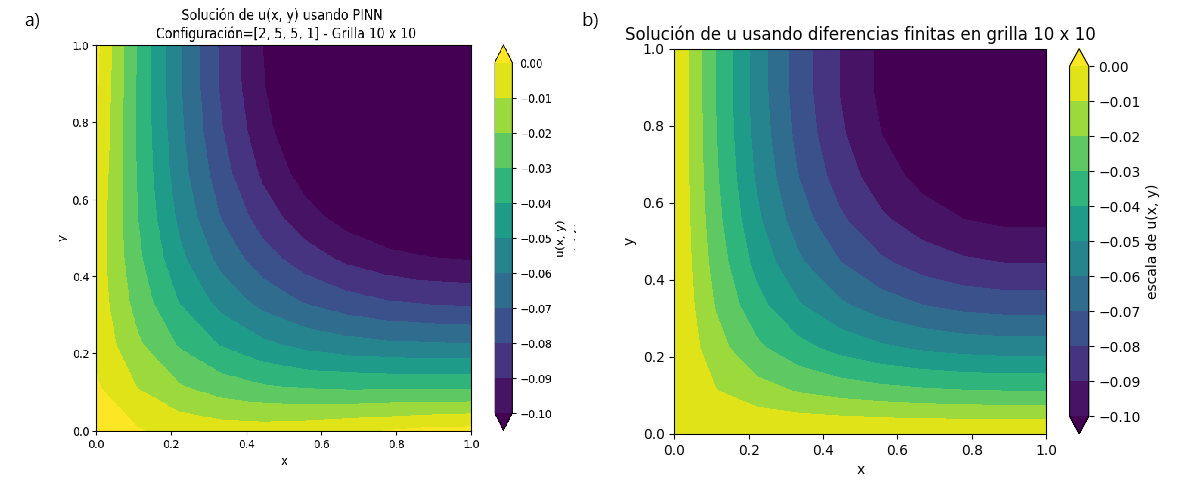 a)
Solución de u(x, y) usando PINN
Configuración=[2, 5, 5, 1] - Grilla 10 x 10
1.0
0.8
0.6
0.4
0.2
0.0
y
0.0 0.2 0.4 0.6 0.8 1.0
x
0.00
−0.01
−0.02
−0.03
−0.04
−0.05
−0.06
−0.07
−0.08
−0.09
−0.10
u(x, y)
b)
Solución de u usando diferencias finitas en grilla 10 x 10
1.0
0.8
0.6
0.4
0.2
0.0
y
0.0 0.2 0.4 0.6 0.8 1.0
x
0.00
−0.01
−0.02
−0.03
−0.04
−0.05
−0.06
−0.07
−0.08
−0.09
−0.10
escala de u(x, y)